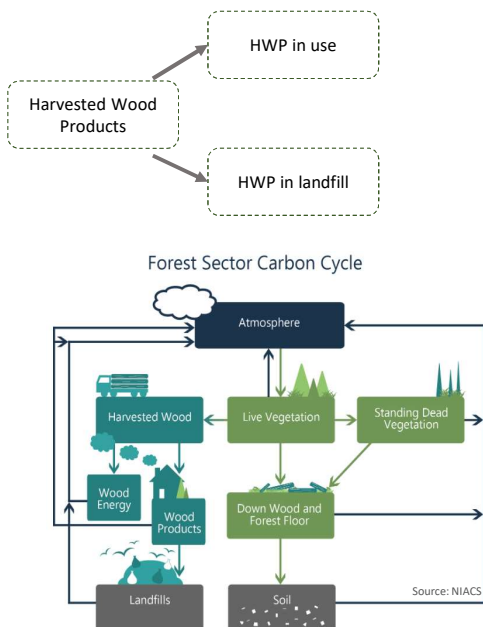 HWP in use
Harvested Wood
Products
HWP in landfill
Forest Sector Carbon Cycle
Atmosphere
Harvested Wood
Live Vegetation
Standing Dead
Vegetation
Wood
Energy
Wood
Products
Down Wood and
Forest Floor
Landfills
Soil
Source: NIACS